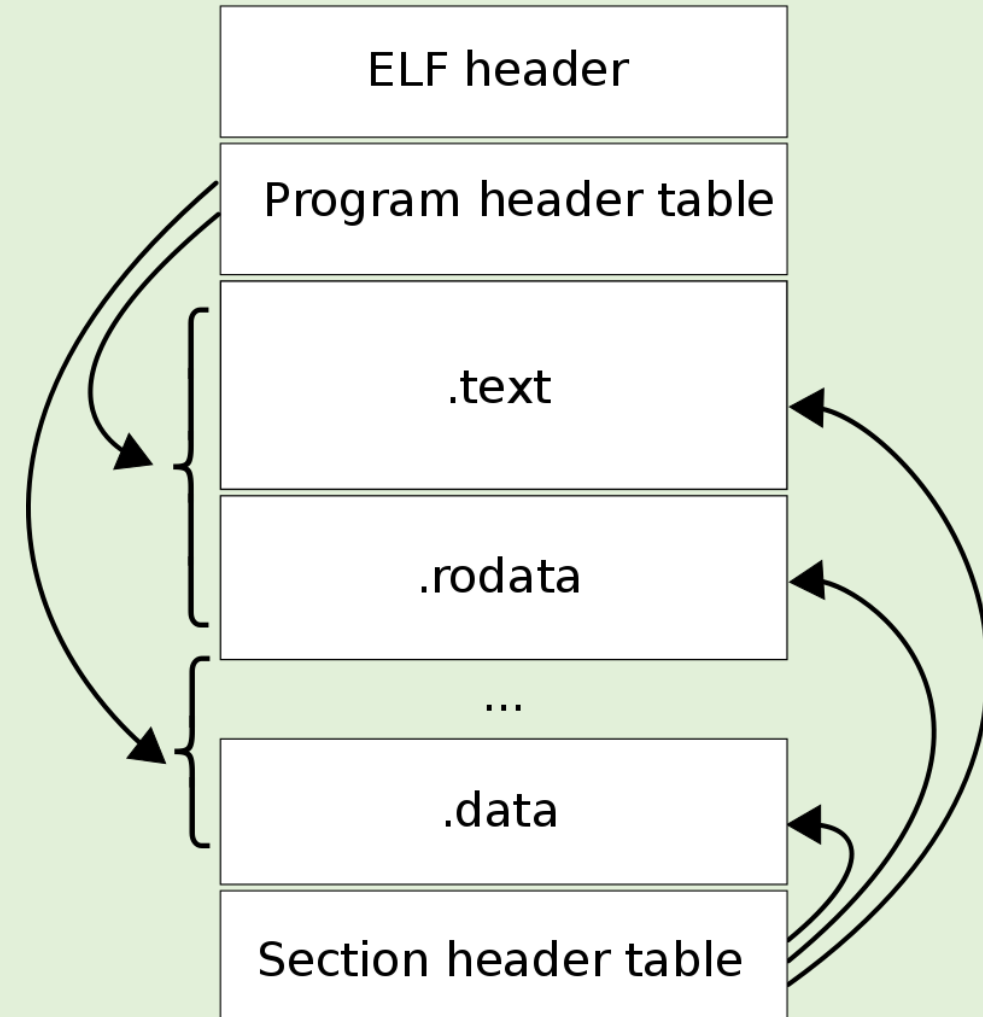 ELF header
Program header table
.text
.rodata
...
.data
Section header table